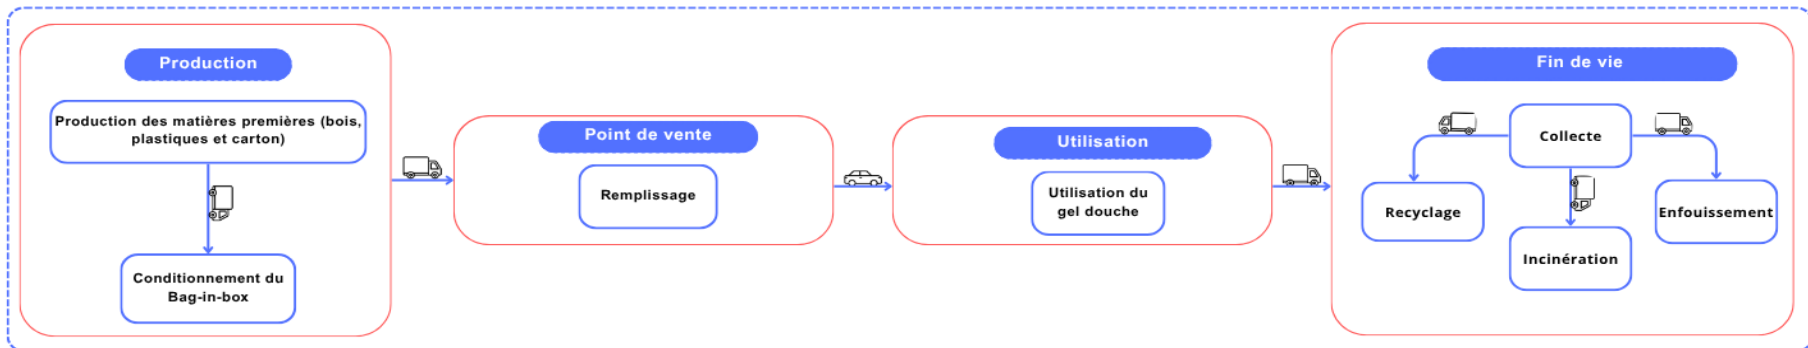 Production
Production des matières premières (bois,
plastiques et carton)
Conditionnement du
Bag-in-box
Point de vente
Remplissage
Utilisation
Utilisation du
gel douche
Fin de vie
Collecte
Recyclage
Incinération
Enfouissement